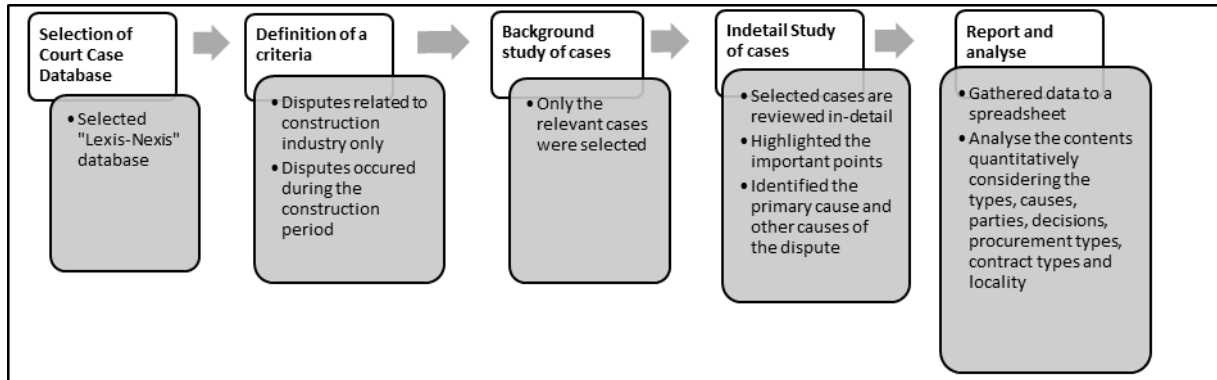 Selection of
Court Case
Database
• Selected
"Lexis-Nexis"
database
Definition of a
criteria
• Disputes related to
construction
industry only
• Disputes occured
during the
construction
period
Background
study of cases
• Only the
relevant cases
were selected
Indetail Study
of cases
• Selected cases are
reviewed in-detail
• Highlighted the
important points
• Identified the
primary cause and
other causes of
the dispute
Report and
analyse
• Gathered data to a
spreadsheet
• Analyse the contents
quantitatively
considering the
types, causes,
parties, decisions,
procurement types,
contract types and
locality